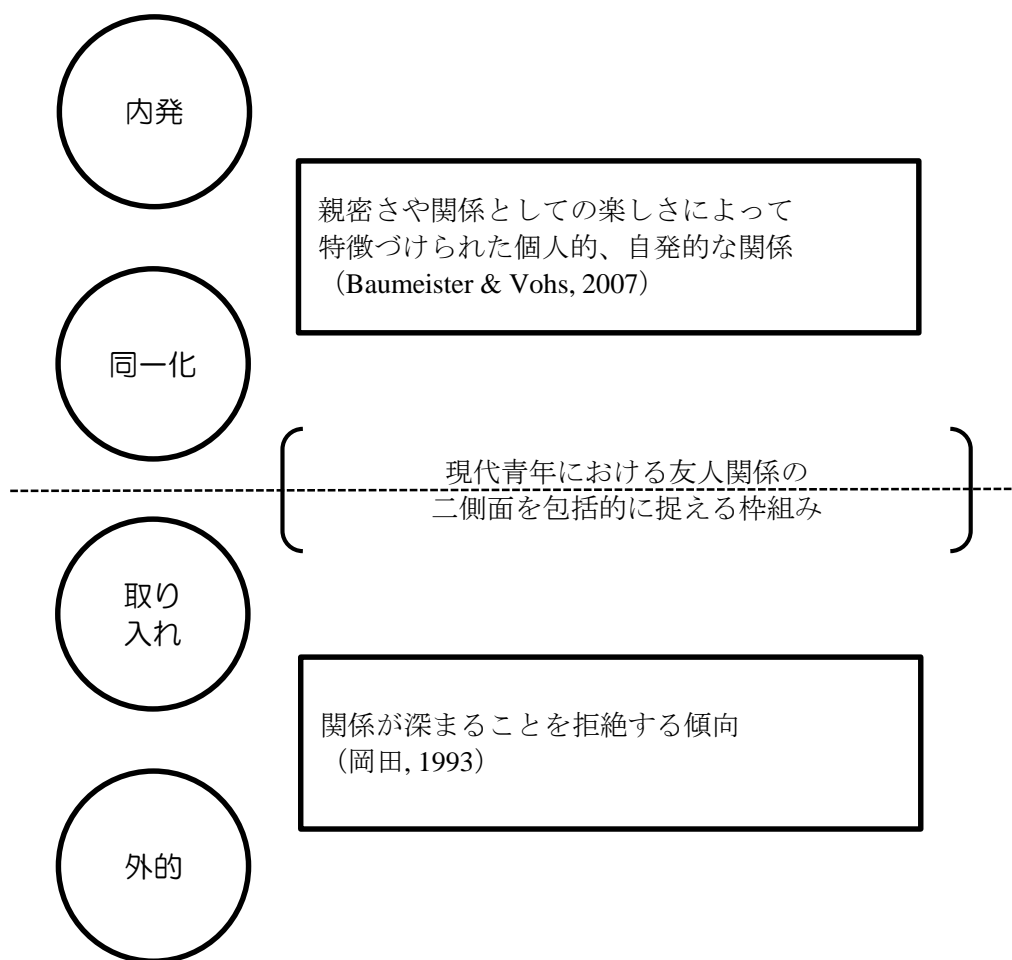 内発
親密さや関係としての楽しさによって
特徴づけられた個人的、自発的な関係
（Baumeister & Vohs, 2007）
同一化
現代青年における友人関係の
二側面を包括的に捉える枠組み
取り
入れ
関係が深まることを拒絶する傾向
（岡田, 1993）
外的